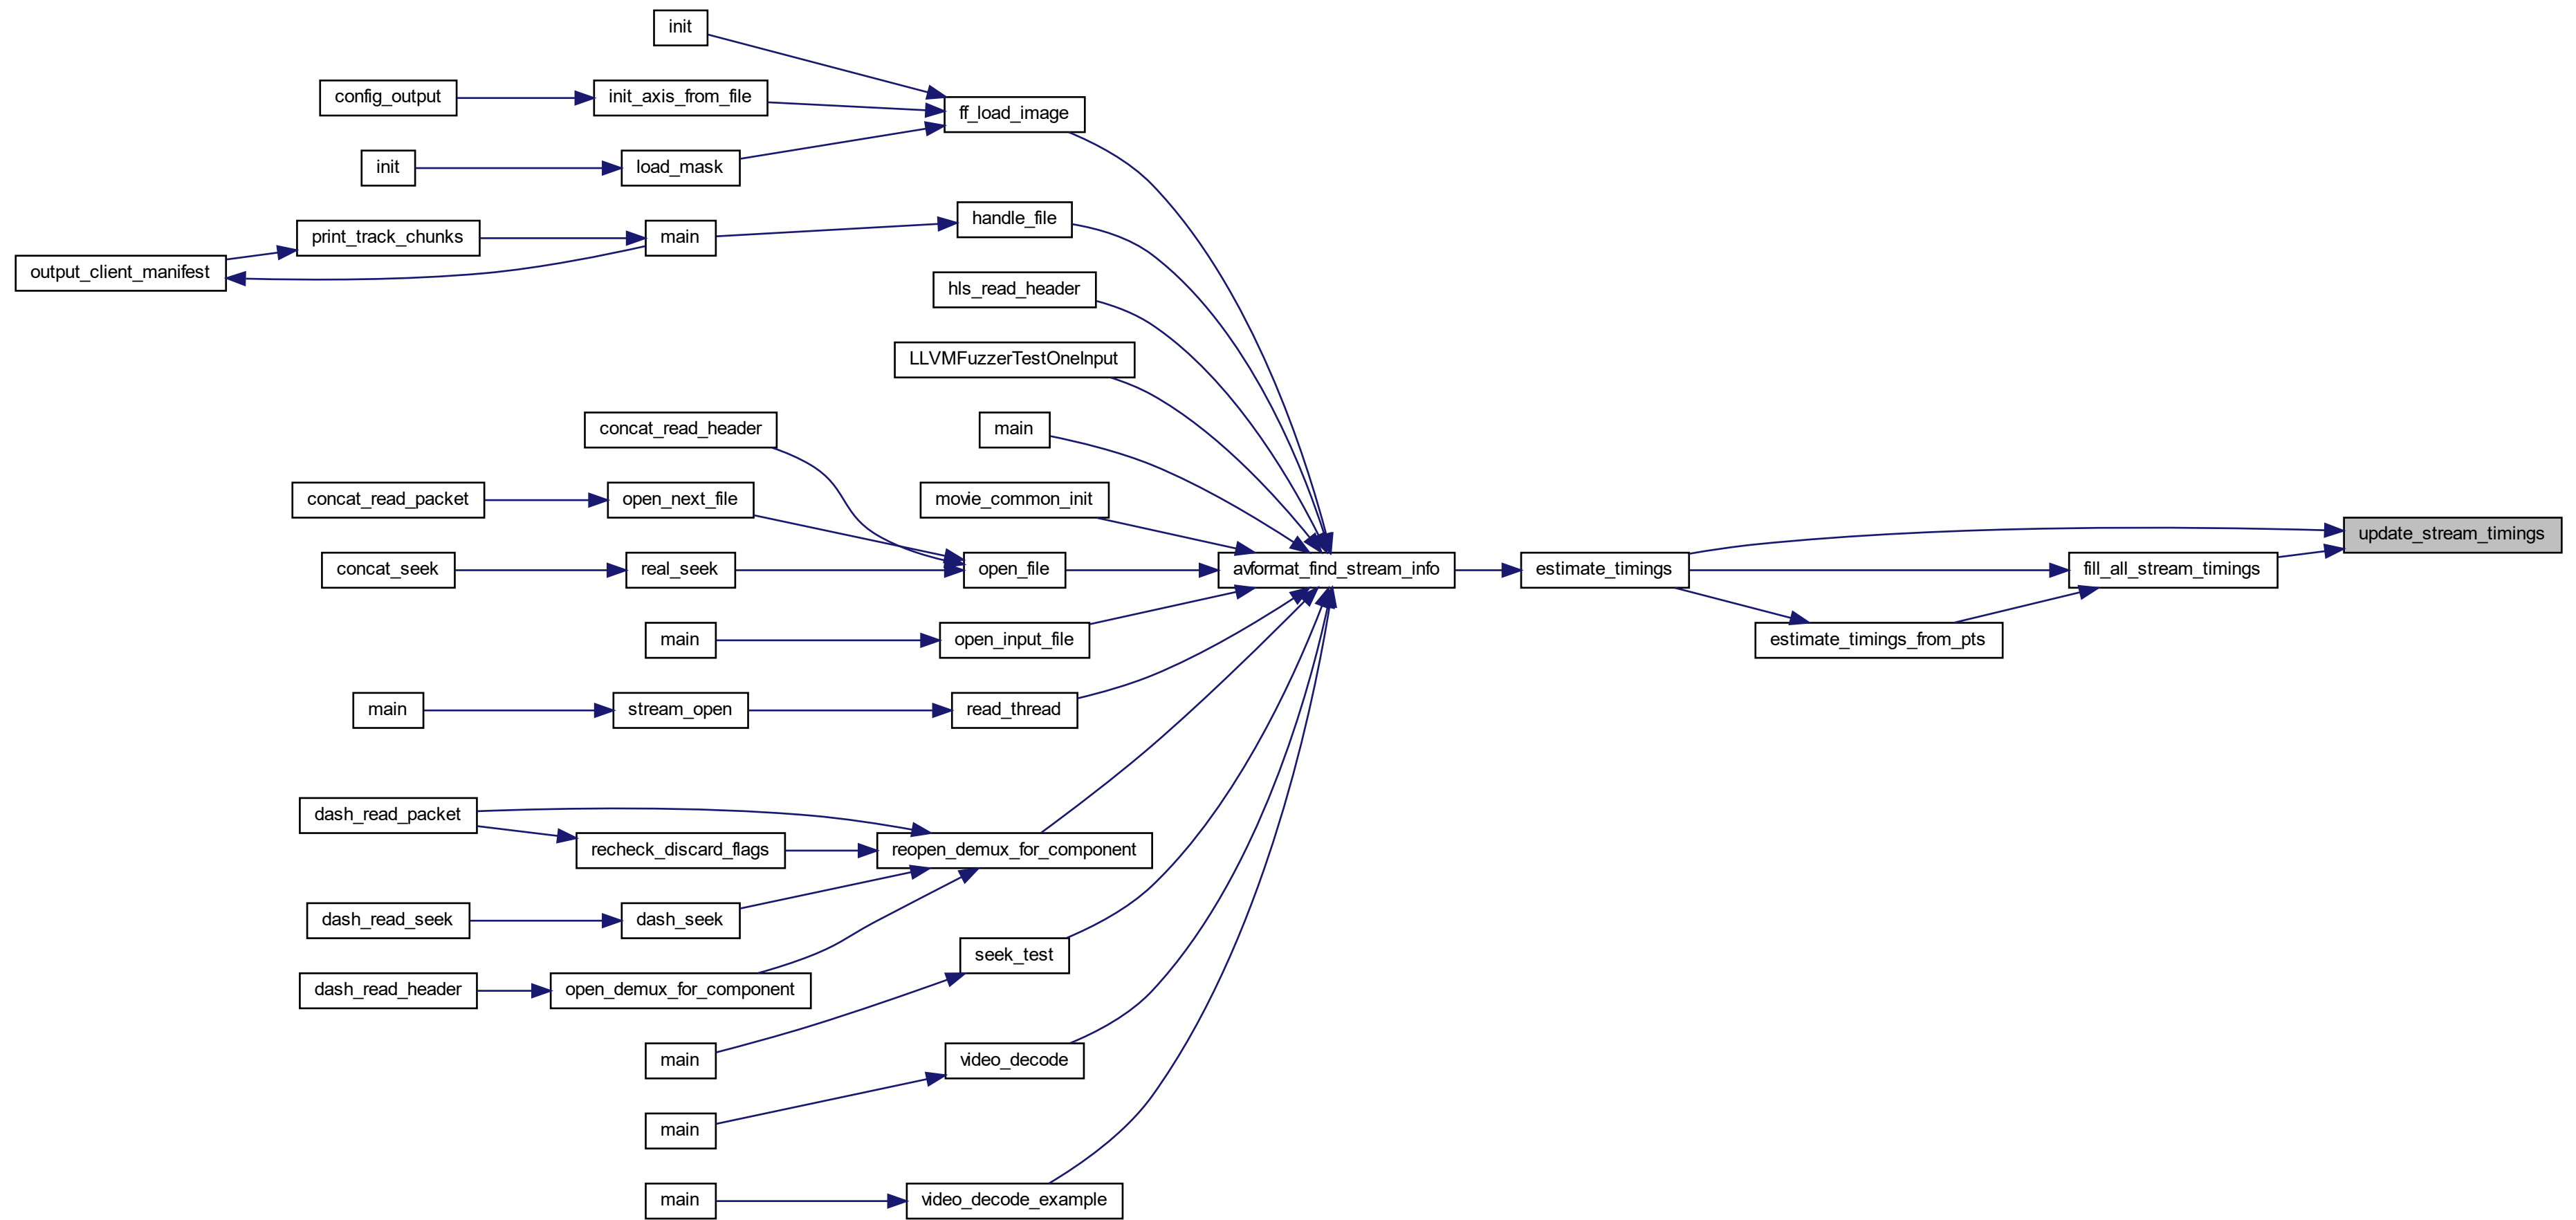 init
config_output
init_axis_from_file
ff_load_image
init
load_mask
handle_file
print_track_chunks
main
output_client_manifest
hls_read_header
LLVMFuzzerTestOneInput
concat_read_header
main
concat_read_packet
open_next_file
movie_common_init
update_stream_timings
concat_seek
real_seek
open_file
avformat_find_stream_info
estimate_timings
fill_all_stream_timings
main
open_input_file
estimate_timings_from_pts
main
stream_open
read_thread
dash_read_packet
recheck_discard_flags
reopen_demux_for_component
dash_read_seek
dash_seek
seek_test
dash_read_header
open_demux_for_component
main
video_decode
main
main
video_decode_example